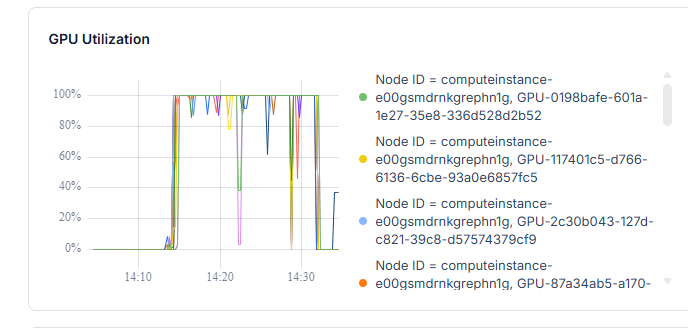 GPU Utilization
100%
80%
60%
40%
20%
0%
14:10
14:20
14:30
Node ID = computeinstance-
e00gsmdrnkgrephn1g, GPU-0198bafe-601a-
1e27-35e8-336d528d2b52
Node ID = computeinstance-
e00gsmdrnkgrephn1g, GPU-117401c5-d766-
6136-6cbe-93a0e6857fc5
Node ID = computeinstance-
e00gsmdrnkgrephn1g, GPU-2c30b043-127d-
c821-39c8-d57574379cf9
Node ID = computeinstance-
e00gsmdrnkgrephn1g, GPU-87a34ab5-a170-